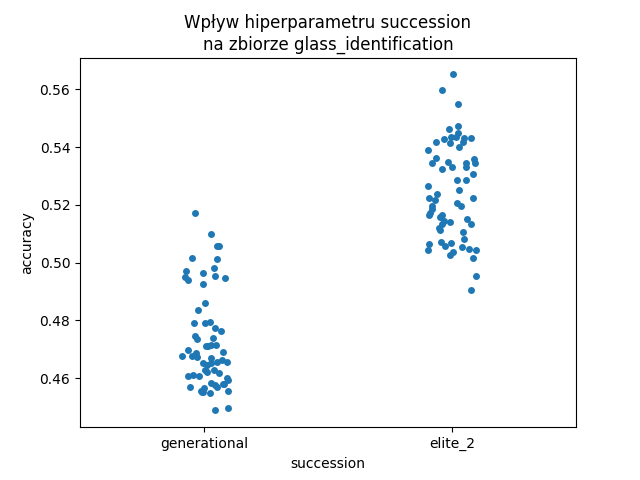 Wpływ hiperparametru succession
na zbiorze glass_identification
0.56
0.54
0.52
0.50
0.48
0.46
accuracy
generational
elite_2
succession